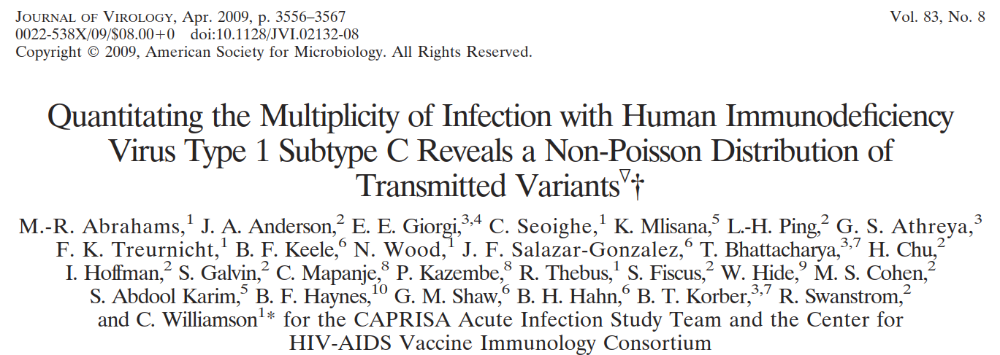 JOURNAL OF VIROLOGY, Apr. 2009, p. 3556–3567 Vol. 83, No. 8
0022-538X/09/$08.00+0 doi:10.1128/JVI.02132-08
Copyright © 2009, American Society for Microbiology. All Rights Reserved.
Quantitating the Multiplicity of Infection with Human Immunodeficiency
Virus Type 1 Subtype C Reveals a Non-Poisson Distribution of
Transmitted Variants▽†
M.-R. Abrahams,1 J. A. Anderson,2 E. E. Giorgi,3,4 C. Seoighe,1 K. Mlisana,5 L.-H. Ping,2 G. S. Athreya,3
F. K. Treurnicht,1 B. F. Keele,6 N. Wood,1 J. F. Salazar-Gonzalez,6 T. Bhattacharya,3,7 H. Chu,2
I. Hoffman,2 S. Galvin,2 C. Mapanje,8 P. Kazembe,8 R. Thebus,1 S. Fiscus,2 W. Hide,9 M. S. Cohen,2
S. Abdool Karim,5 B. F. Haynes,10 G. M. Shaw,6 B. H. Hahn,6 B. T. Korber,3,7 R. Swanstrom,2
and C. Williamson1* for the CAPRISA Acute Infection Study Team and the Center for
HIV-AIDS Vaccine Immunology Consortium